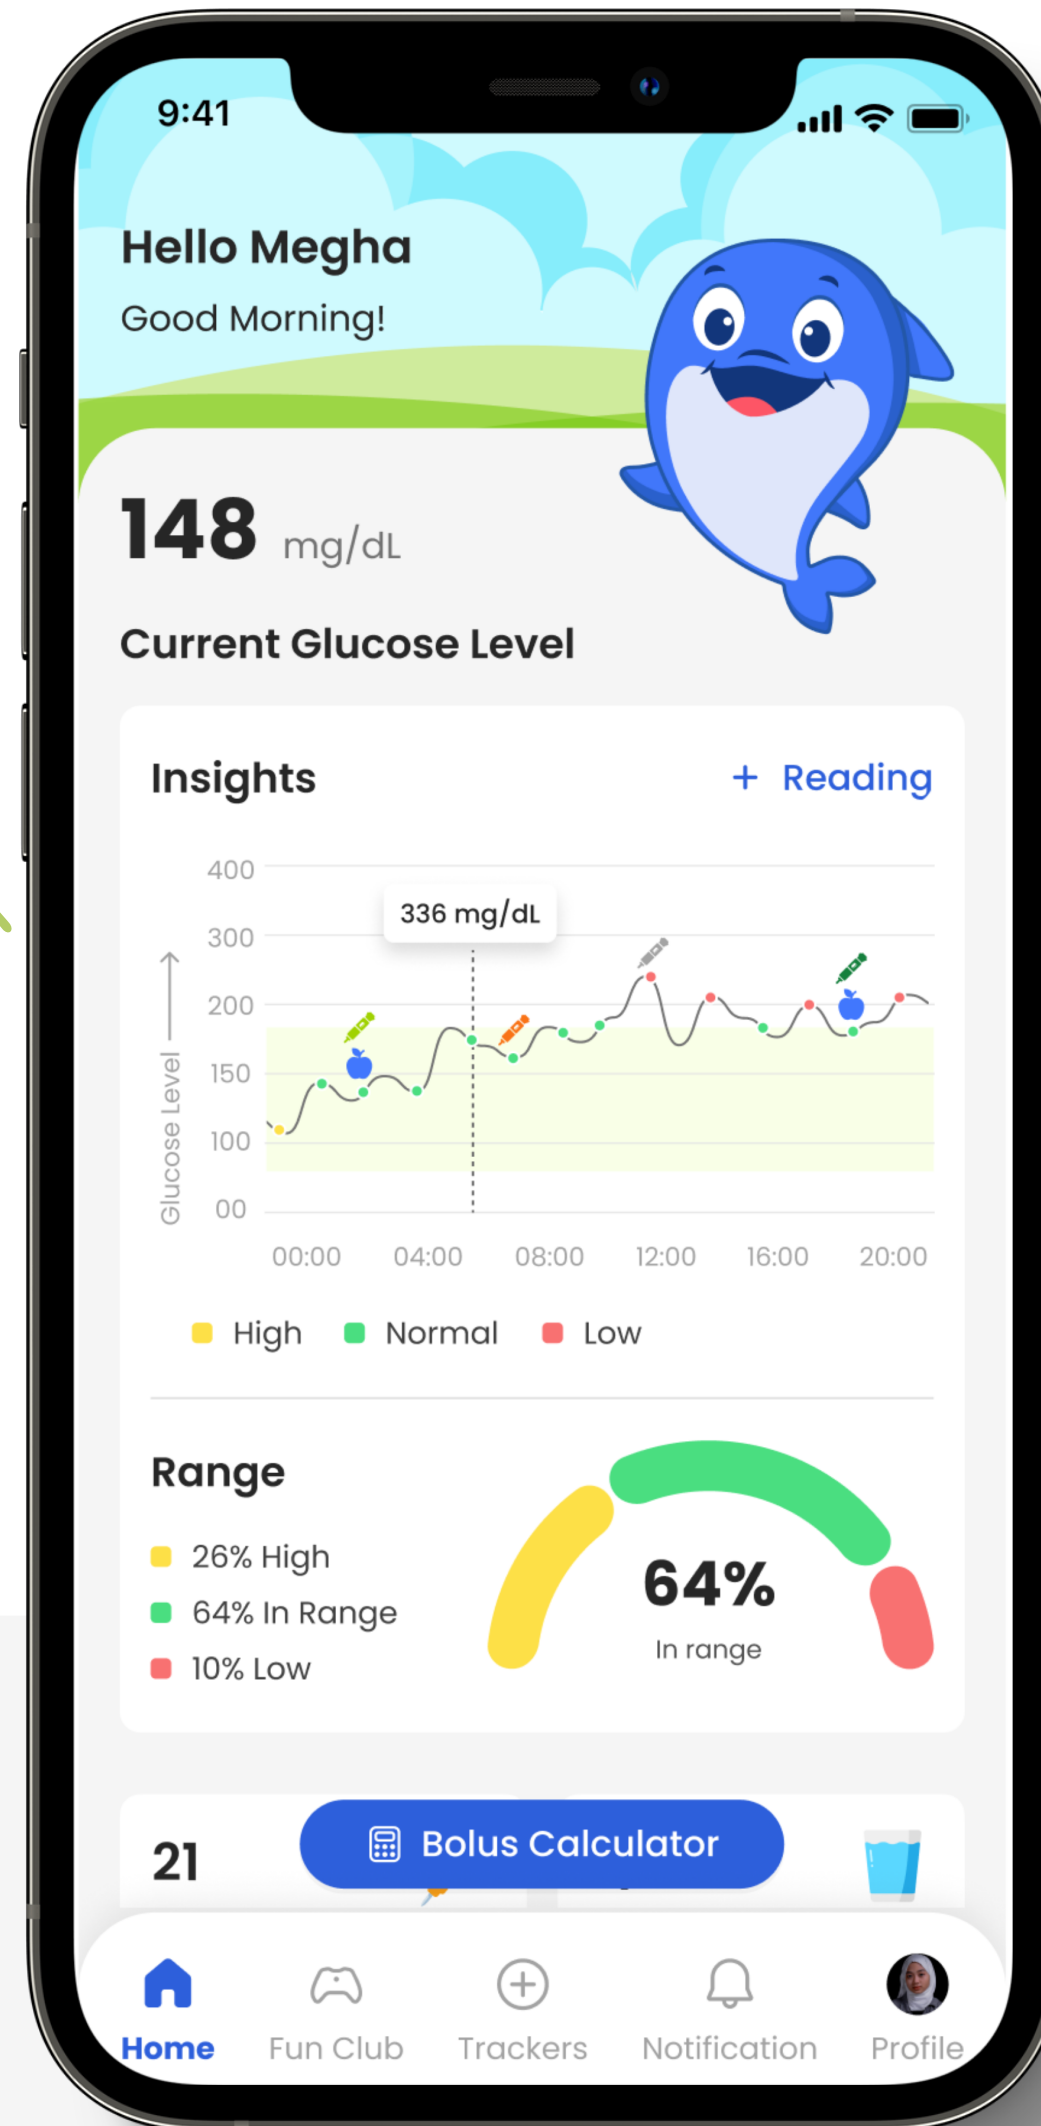 9:41
Hello Megha
Good Morning!
148 mg/dL
Current Glucose Level
Insights
+ Reading
400
336 mg/dL
300
200
150
100
00
Glucose Level
00:00 04:00 08:00 12:00 16:00 20:00
High Normal Low
Range
26% High
64% In Range
10% Low
64%
In range
21
Bolus Calculator
Home Fun Club Trackers Notification Profile